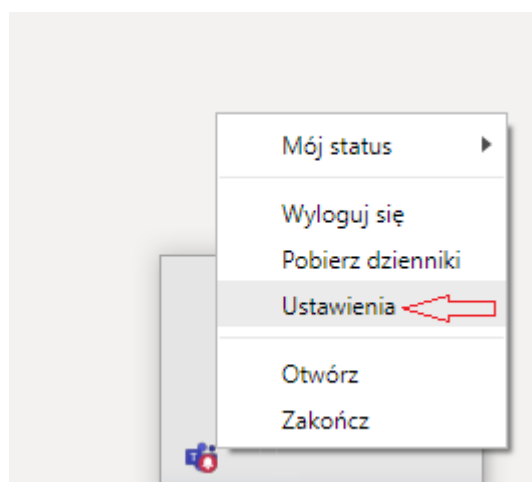 Mój status
Wyloguj się
Pobierz dzienniki
Ustawienia
Otwórz
Zakończ